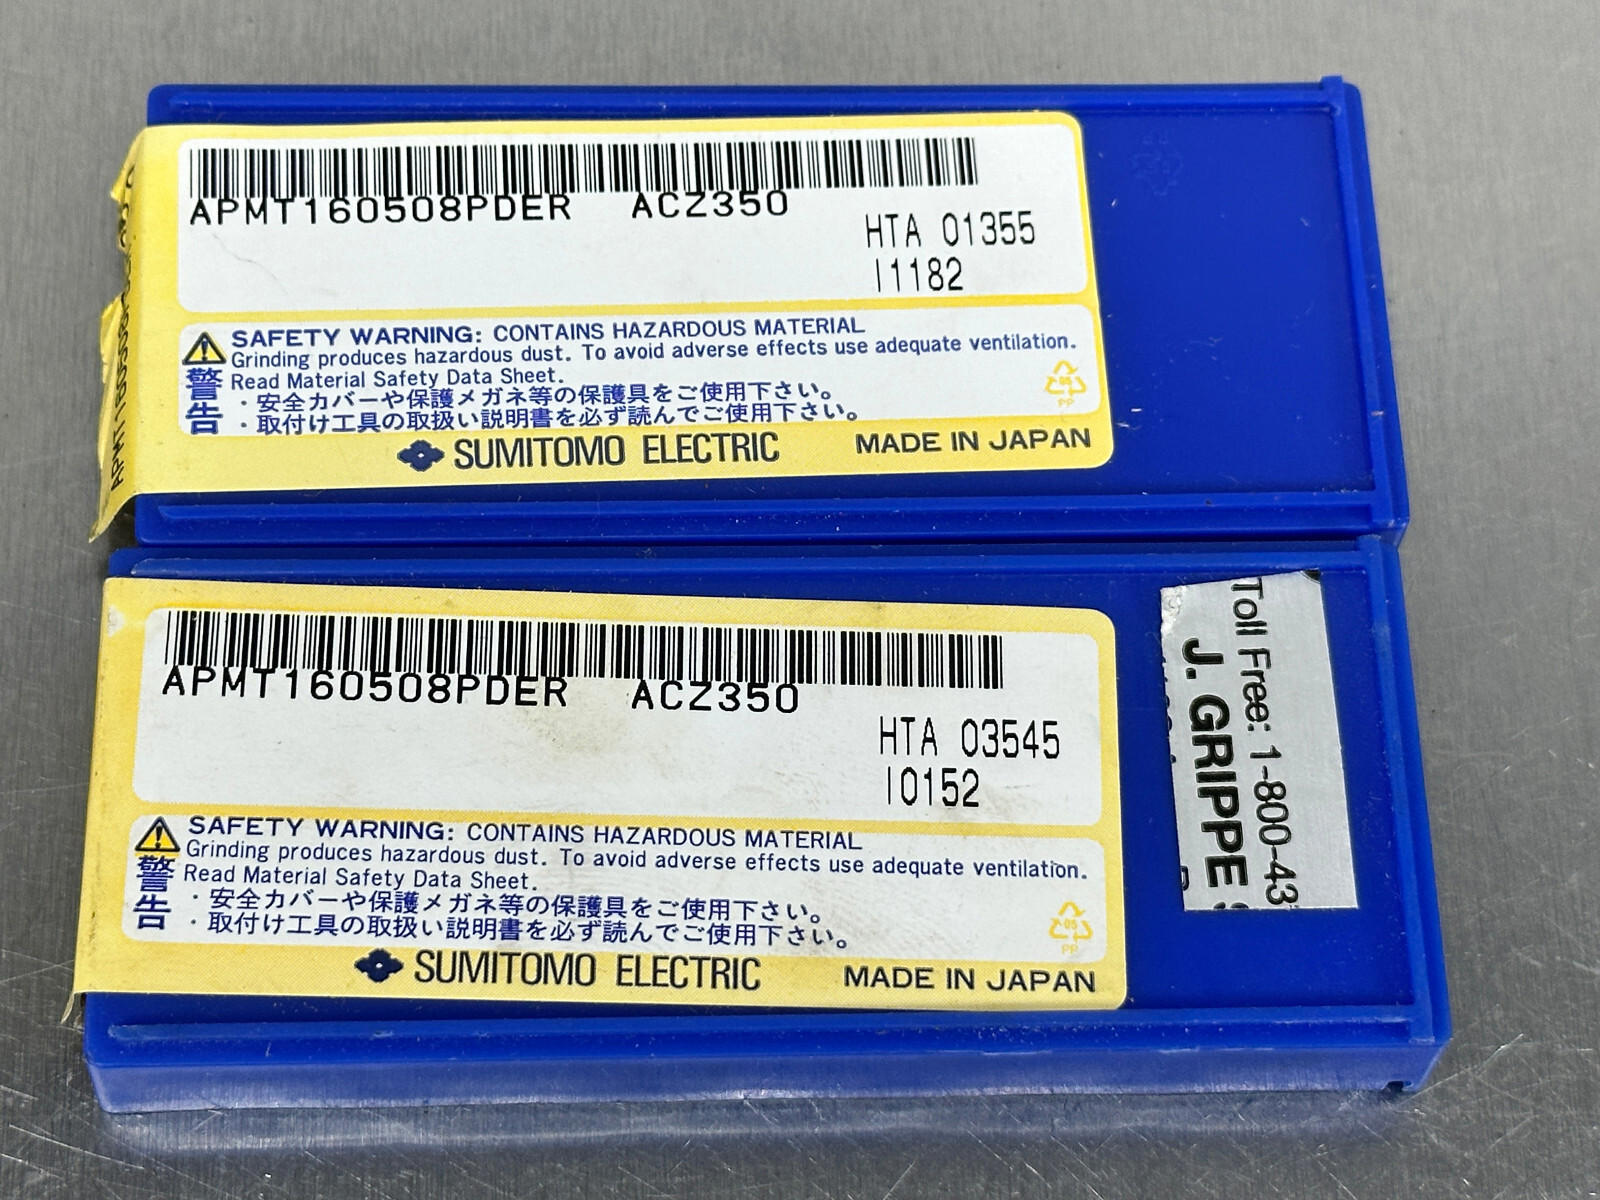 APMT160508PDER ACZ350
HTA 01355
I1182
SAFETY WARNING: CONTAINS HAZARDOUS MATERIAL
Grinding produces hazardous dust. To avoid adverse effects use adequate ventilation.
Read Material Safety Data Sheet.
警告
・安全カバーや保護メガネ等の保護具をご使用下さい。
・取付け工具の取扱い説明書を必ず読んでご使用下さい。
05
PP
SUMITOMO ELECTRIC MADE IN JAPAN
APMT160508PDER ACZ350
HTA 03545
I0152
SAFETY WARNING: CONTAINS HAZARDOUS MATERIAL
Grinding produces hazardous dust. To avoid adverse effects use adequate ventilation.
Read Material Safety Data Sheet.
警告
・安全カバーや保護メガネ等の保護具をご使用下さい。
・取付け工具の取扱い説明書を必ず読んでご使用下さい。
05
PP
SUMITOMO ELECTRIC MADE IN JAPAN
Toll Free: 1-800-43
J. GRIPPE